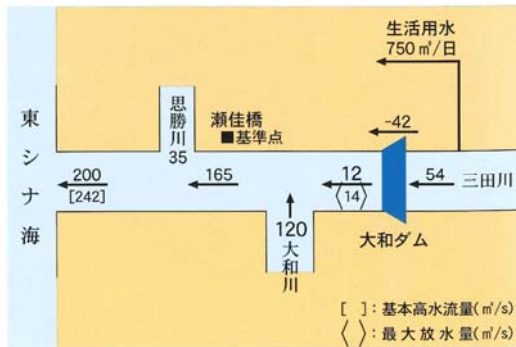 生活用水
750㎥/日
東シナ海
思勝川
35
瀬佳橋
■基準点
-42
200
[242]
165
12
〈14〉
54
三田川
120
大和川
大和ダム
[ ]:基本高水流量(㎥/s)
〈 〉:最大放水量(㎥/s)